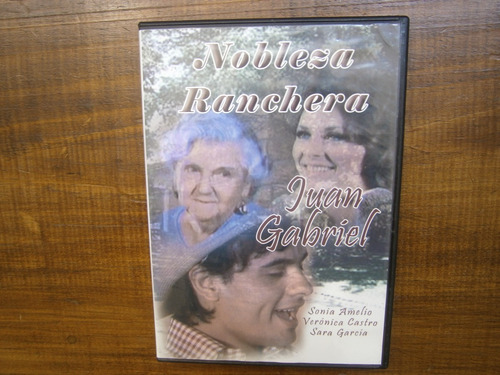 Nobleza
Ranchera
Juan
Gabriel
Sonia Amelio
Verónica Castro
Sara García